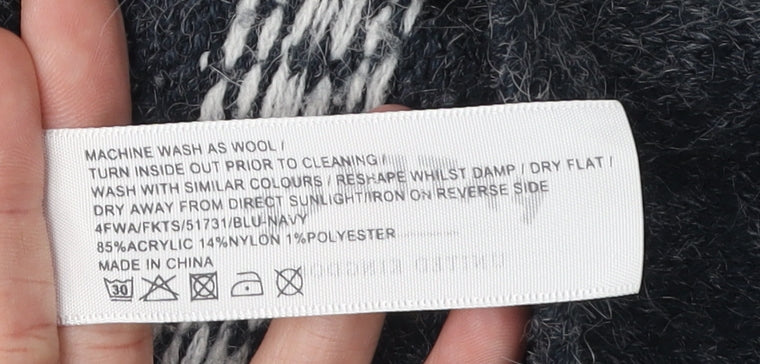 MACHINE WASH AS WOOL /
TURN INSIDE OUT PRIOR TO CLEANING /
WASH WITH SIMILAR COLOURS / RESHAPE WHILST DAMP / DRY FLAT /
DRY AWAY FROM DIRECT SUNLIGHT/IRON ON REVERSE SIDE
4FWA/FKTS/51731/BLU-NAVY
85%ACRYLIC 14%NYLON 1%POLYESTER
MADE IN CHINA
30
UNITED KINGDOM